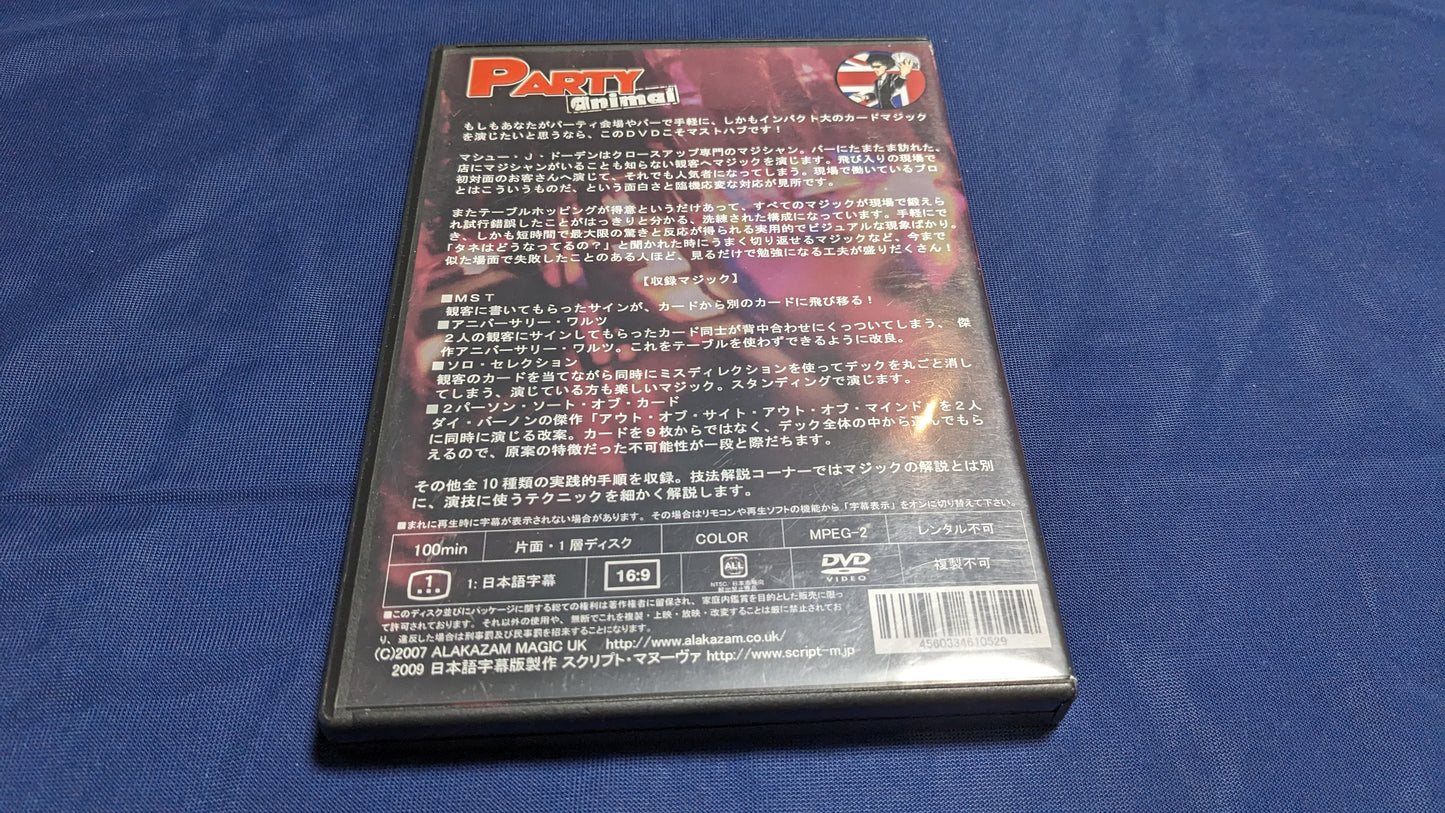 PARTY
animal
もしもあなたがパーティ会場やバーで手軽に、しかもインパクト大のカードマジック
を演じたいと思うなら、このDVDこそマストハブです!
マシュー・J・ドーデンはクロースアップ専門のマジシャン。バーにたまたま訪れた、
店にマジシャンがいることも知らない観客へマジックを演じます。飛び入りの現場で
初対面のお客さんへ演じて、それでも人気者になってしまう。現場で働いているプロ
とはこういうものだ、という面白さと臨機応変な対応が見所です。
またテーブルホッピングが得意というだけあって、すべてのマジックが現場で鍛えら
れ試行錯誤したことがはっきりと分かる、洗練された構成になっています。手軽にで
き、しかも短時間で最大限の驚きと反応が得られる実用的でビジュアルな現象ばかり。
「タネはどうなってるの?」と聞かれた時にうまく切り返せるマジックなど、今まで
似た場面で失敗したことのある人ほど、見るだけで勉強になる工夫が盛りだくさん!
【収録マジック】
■MST
観客に書いてもらったサインが、カードから別のカードに飛び移る!
■アニバーサリー・ワルツ
2人の観客にサインしてもらったカード同士が背中合わせにくっついてしまう、傑
作アニバーサリー・ワルツ。これをテーブルを使わずできるように改良。
■ソロ・セレクション
観客のカードを当てながら同時にミスディレクションを使ってデックを丸ごと消し
てしまう、演じている方も楽しいマジック。スタンディングで演じます。
■2パーソン・ソート・オブ・カード
ダイ・バーノンの傑作「アウト・オブ・サイト・アウト・オブ・マインド」を2人
に同時に演じる改案。カードを9枚からではなく、デック全体の中から選んでもら
えるので、原案の特徴だった不可能性が一段と際だちます。
その他全10種類の実践的手順を収録。技法解説コーナーではマジックの解説とは別
に、演技に使うテクニックを細かく解説します。
■まれに再生時に字幕が表示されない場合があります。その場合はリモコンや再生ソフトの機能から「字幕表示」をオンに切り替えて下さい。
100min 片面・1層ディスク COLOR MPEG-2 レンタル不可
1 1:日本語字幕 16:9 ALL DVD VIDEO 複製不可
NTSC 日本市場向
輸出禁止商品
■このディスク並びにパッケージに関する総ての権利は著作権者に留保され、家庭内鑑賞を目的とした販売に限っ
て許可されております。それ以外の使用や、無断でこれを複製・上映・放映・改変することは厳に禁止されてお
り、違反した場合は刑事罰及び民事罰を招来することになります。
(C)2007 ALAKAZAM MAGIC UK http://www.alakazam.co.uk/
2009 日本語字幕版製作 スクリプト・マヌーヴァ http://www.script-m.jp
4560334610529